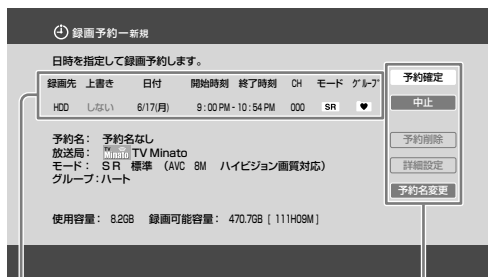 録画予約ー新規
日時を指定して録画予約します。
録画先 上書き 日付 開始時刻 終了時刻 CH モード グループ
HDD しない 6/17(月) 9:00 PM - 10:54 PM 000 SR ♥
予約名: 予約名なし
放送局: TV Minato TV Minato
モード: SR 標準 (AVC 8M ハイビジョン画質対応)
グループ:ハート
使用容量: 8.2GB 録画可能容量: 470.7GB [ 111H09M ]
予約確定
中止
予約削除
詳細設定
予約名変更